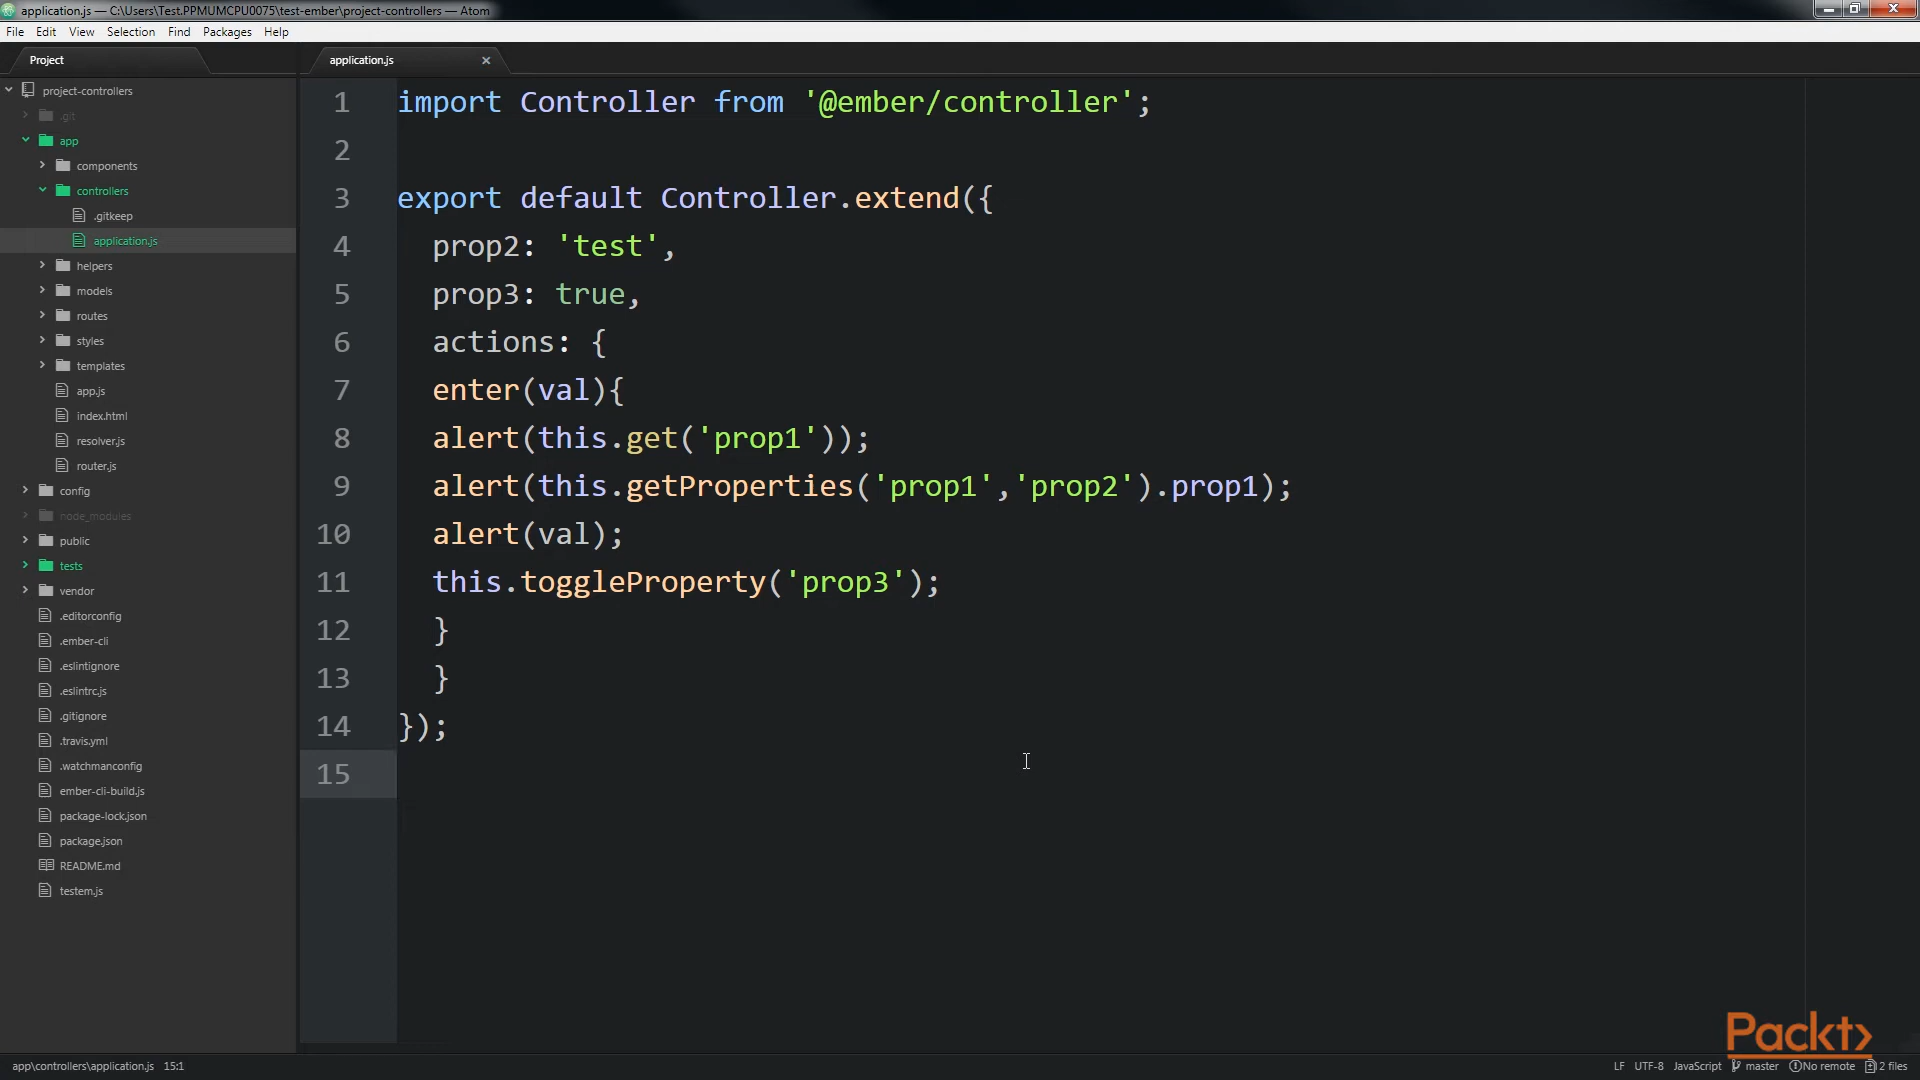 application.js — C:\Users\Test.PPMUMCPU0075\test-ember\project-controllers — Atom
File Edit View Selection Find Packages Help
Project
application.js
project-controllers
.git
app
components
controllers
.gitkeep
application.js
helpers
models
routes
styles
templates
app.js
index.html
resolver.js
router.js
config
node_modules
public
tests
vendor
.editorconfig
.ember-cli
.eslintignore
.eslintrc.js
.gitignore
.travis.yml
.watchmanconfig
ember-cli-build.js
package-lock.json
package.json
README.md
testem.js
1 import Controller from '@ember/controller';
2
3 export default Controller.extend({
4 prop2: 'test',
5 prop3: true,
6 actions: {
7 enter(val){
8 alert(this.get('prop1'));
9 alert(this.getProperties('prop1','prop2').prop1);
10 alert(val);
11 this.toggleProperty('prop3');
12 }
13 }
14 });
15
Packt>
app\controllers\application.js 15:1
LF UTF-8 JavaScript master No remote 2 files